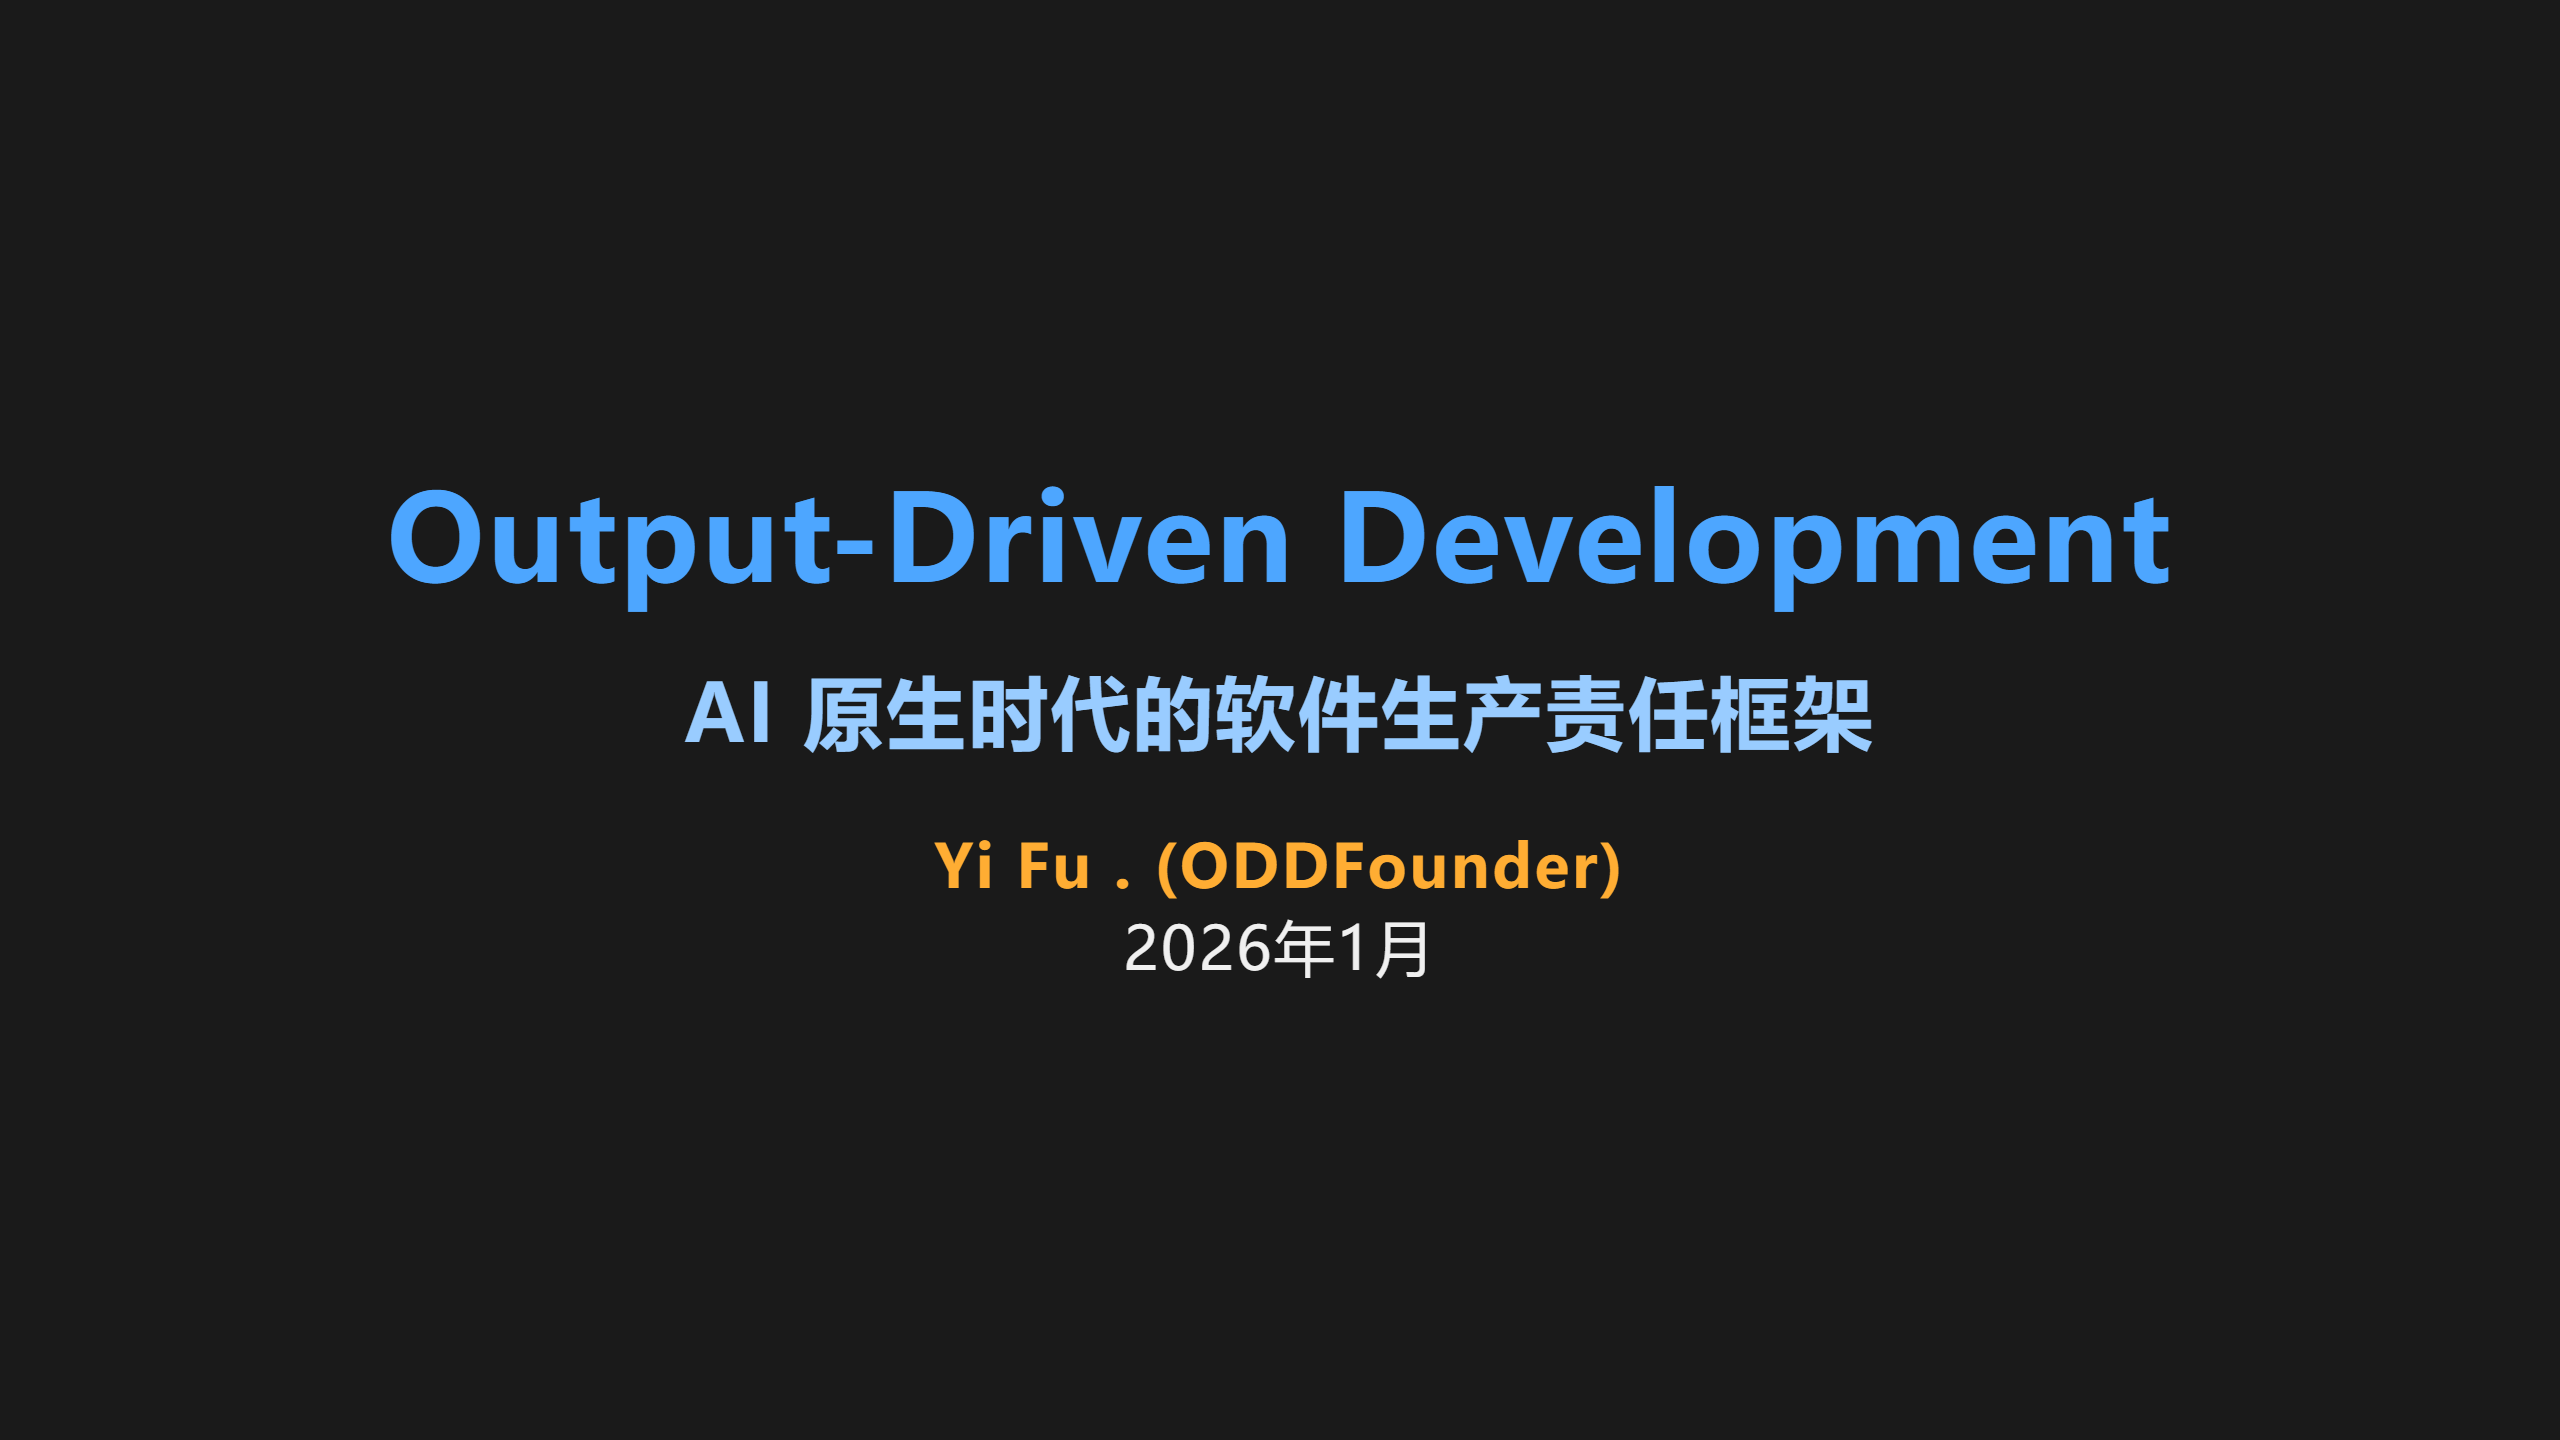 Output-Driven Development
AI 原生时代的软件生产责任框架
Yi Fu . (ODDFounder)
2026年1月